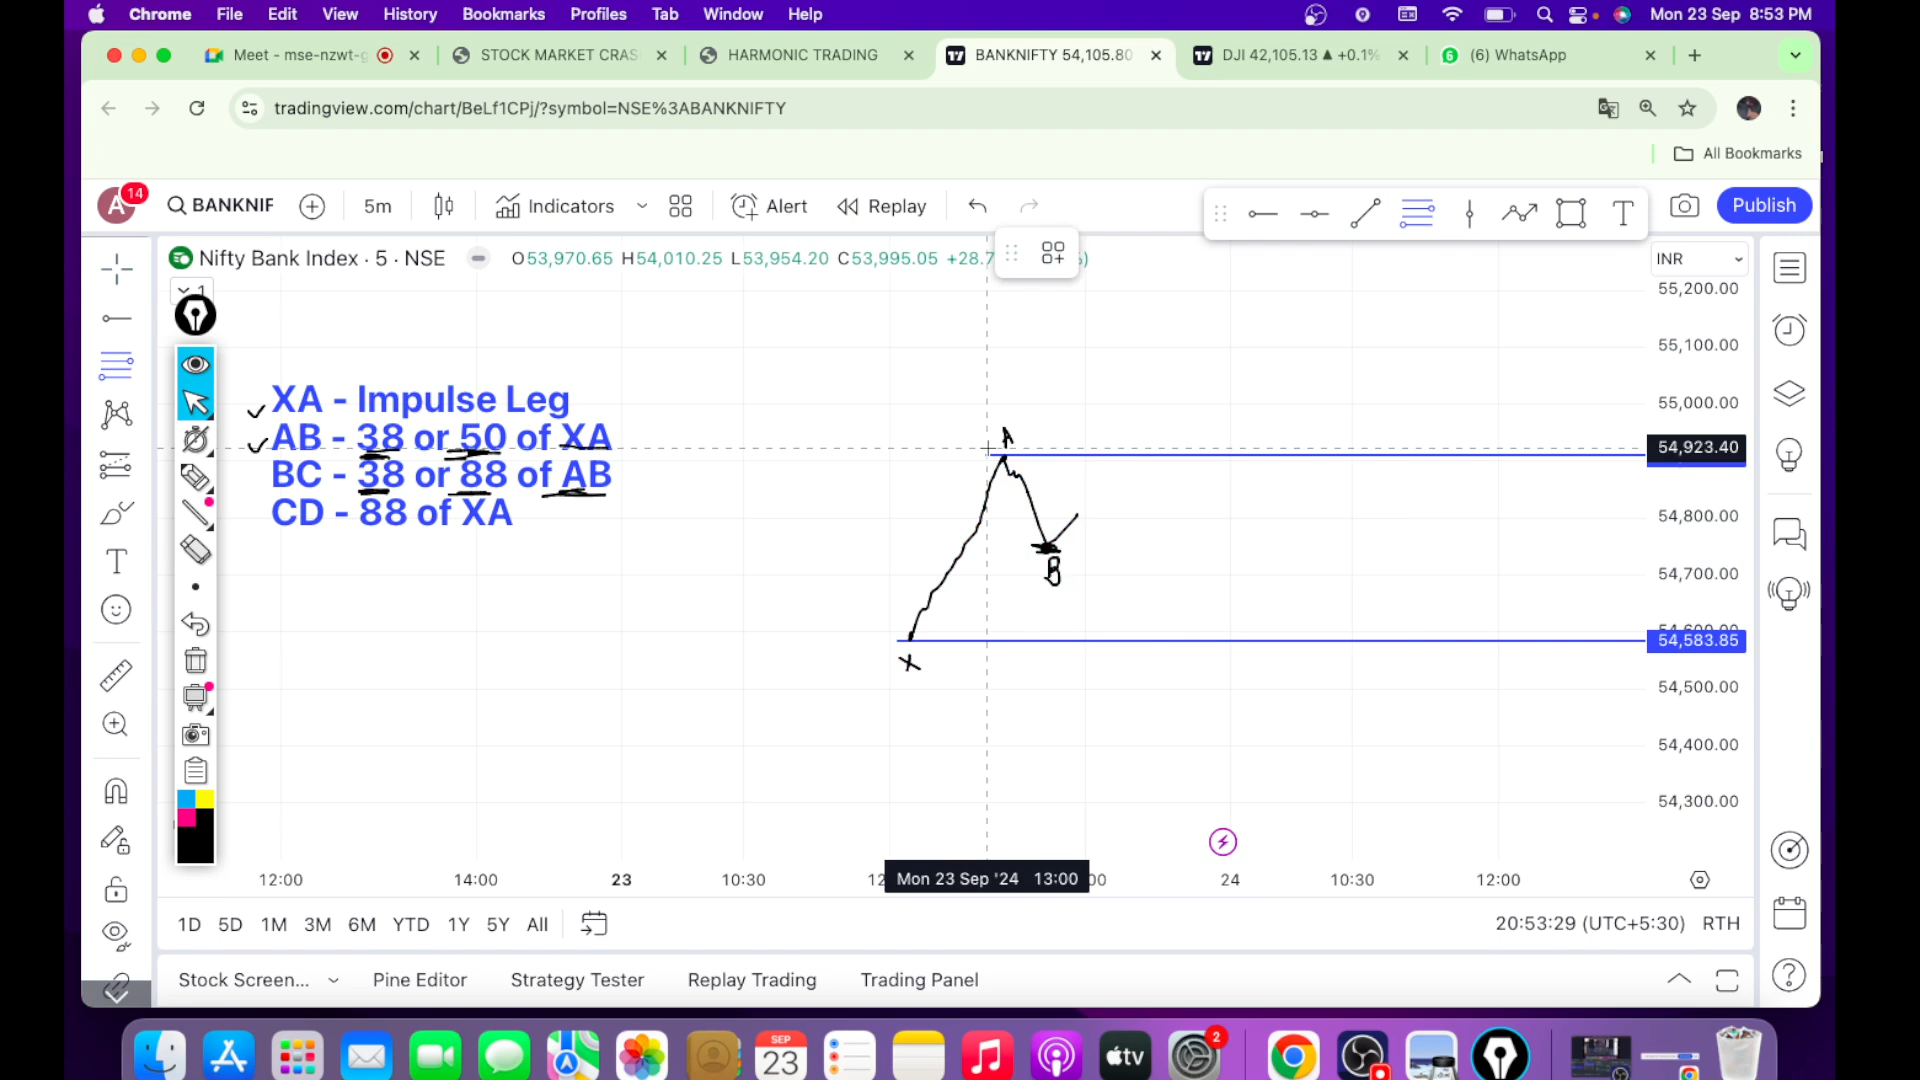 Chrome File Edit View History Bookmarks Profiles Tab Window Help Mon 23 Sep 8:53 PM
Meet - mse-nzwt-g STOCK MARKET CRAS HARMONIC TRADING BANKNIFTY 54,105.80 DJI 42,105.13 ▲ +0.1% (6) WhatsApp
tradingview.com/chart/BeLf1CPj/?symbol=NSE%3ABANKNIFTY
All Bookmarks
A 14 BANKNIF 5m Indicators Alert Replay Publish
Nifty Bank Index · 5 · NSE O53,970.65 H54,010.25 L53,954.20 C53,995.05 +28.7 INR
1
55,200.00
55,100.00
XA - Impulse Leg
55,000.00
AB - 38 or 50 of XA
A
54,923.40
BC - 38 or 88 of AB
CD - 88 of XA
54,800.00
B
54,700.00
54,583.85
X
54,500.00
54,400.00
54,300.00
12:00 14:00 23 10:30 12 Mon 23 Sep '24 13:00 00 24 10:30 12:00
1D 5D 1M 3M 6M YTD 1Y 5Y All 20:53:29 (UTC+5:30) RTH
Stock Screen... Pine Editor Strategy Tester Replay Trading Trading Panel
SEP
23
tv
2